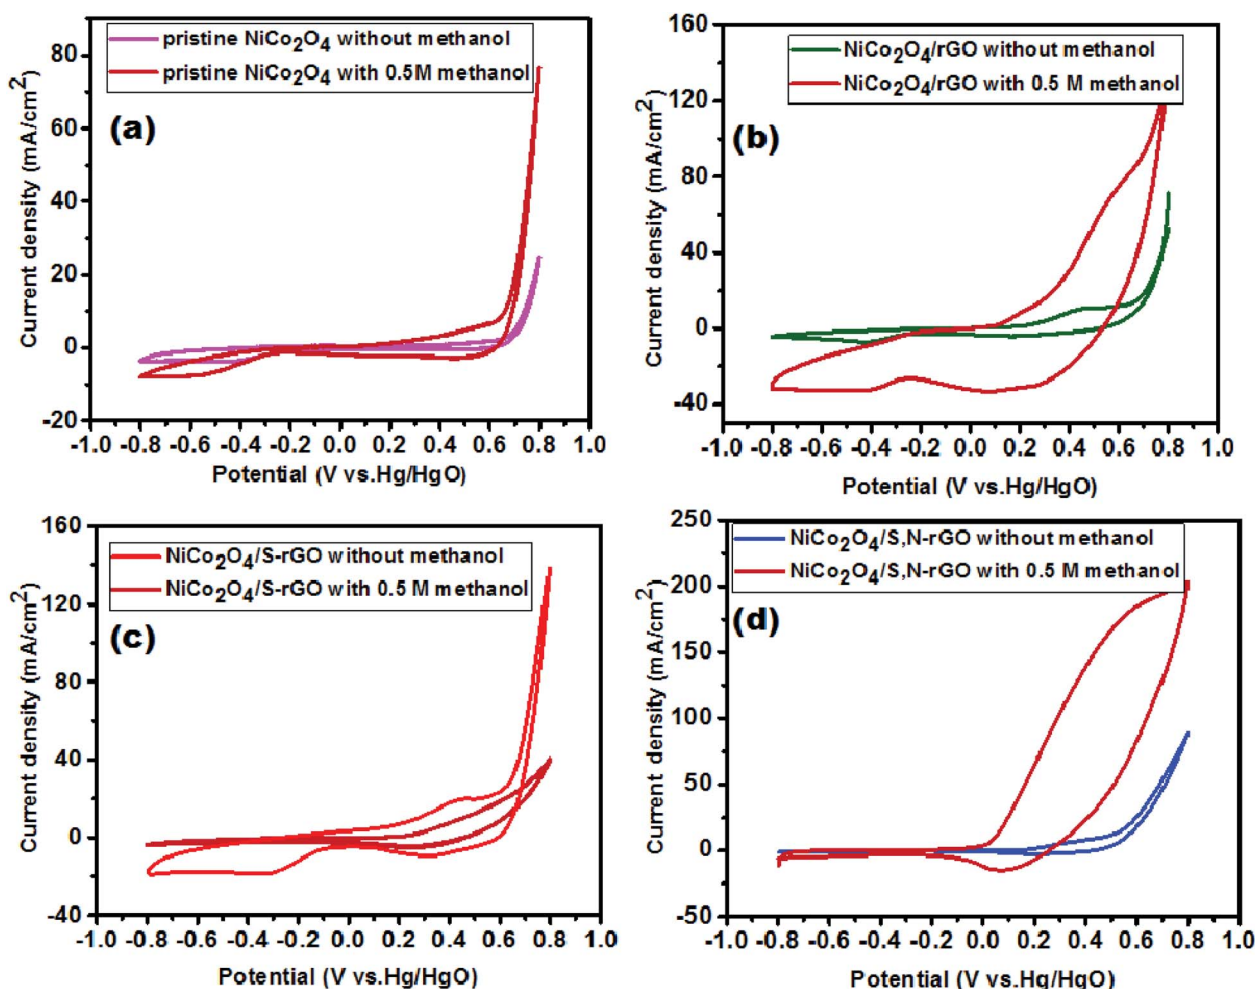 pristine NiCo2O4 without methanol
pristine NiCo2O4 with 0.5M methanol
(a)
Current density (mA/cm2)
80
60
40
20
0
-20
-1.0 -0.8 -0.6 -0.4 -0.2 0.0 0.2 0.4 0.6 0.8 1.0
Potential (V vs.Hg/HgO)
NiCo2O4/rGO without methanol
NiCo2O4/rGO with 0.5 M methanol
(b)
Current density (mA/cm2)
160
120
80
40
0
-40
-1.0 -0.8 -0.6 -0.4 -0.2 0.0 0.2 0.4 0.6 0.8 1.0
Potential (V vs.Hg/HgO)
NiCo2O4/S-rGO without methanol
NiCo2O4/S-rGO with 0.5 M methanol
(c)
Current density (mA/cm2)
160
120
80
40
0
-40
-1.0 -0.8 -0.6 -0.4 -0.2 0.0 0.2 0.4 0.6 0.8 1.0
Potential (V vs.Hg/HgO)
NiCo2O4/S,N-rGO without methanol
NiCo2O4/S,N-rGO with 0.5 M methanol
(d)
Current density (mA/cm2)
250
200
150
100
50
0
-50
-1.0 -0.8 -0.6 -0.4 -0.2 0.0 0.2 0.4 0.6 0.8 1.0
Potential (V vs.Hg/HgO)